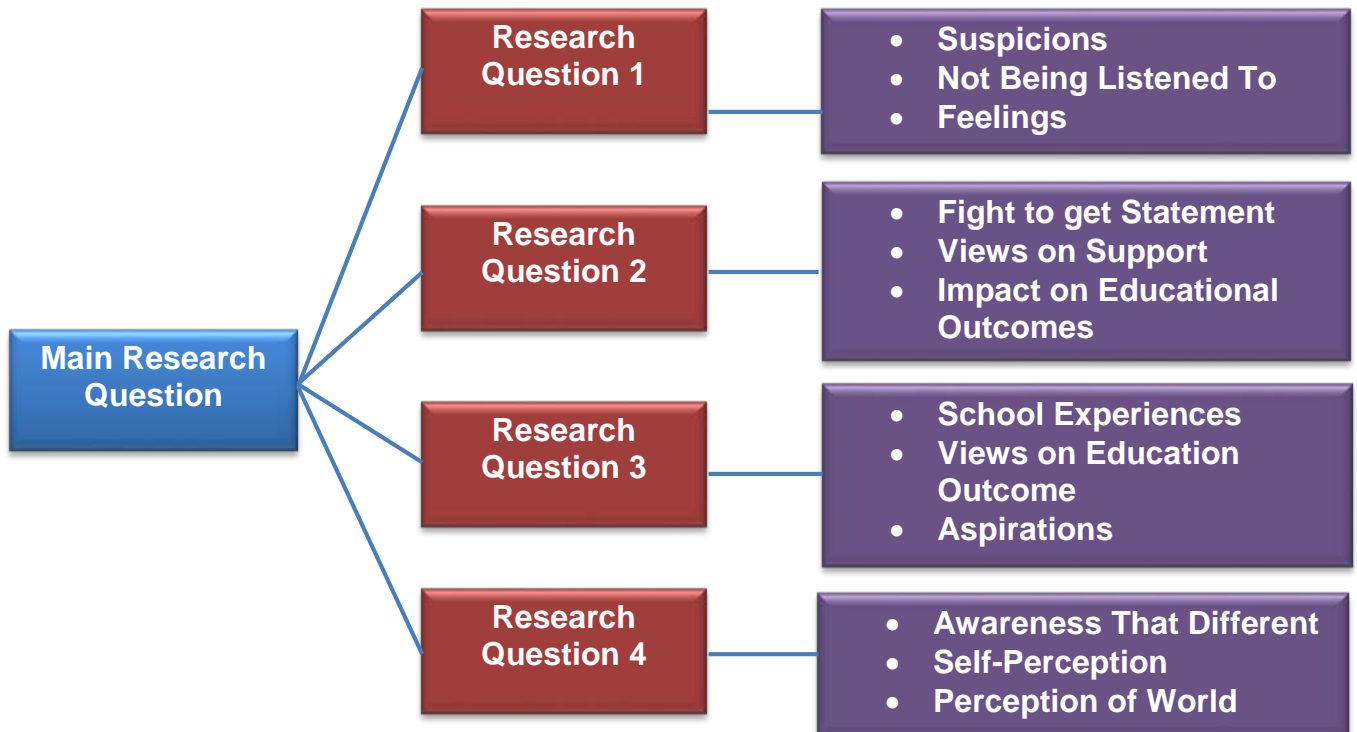 Research
Question 1
• Suspicions
• Not Being Listened To
• Feelings
Research
Question 2
• Fight to get Statement
• Views on Support
• Impact on Educational
Outcomes
Main Research
Question
Research
Question 3
• School Experiences
• Views on Education
Outcome
• Aspirations
Research
Question 4
• Awareness That Different
• Self-Perception
• Perception of World